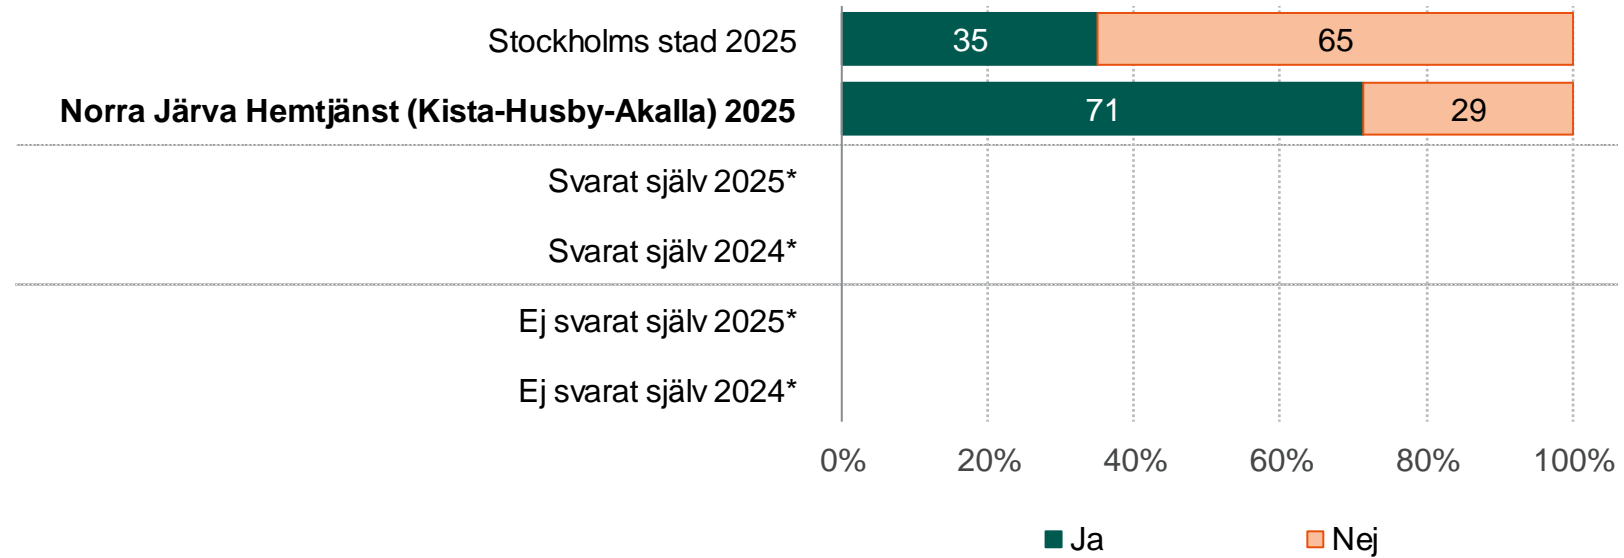 Stockholms stad 2025 35 65
Norra Järva Hemtjänst (Kista-Husby-Akalla) 2025 71 29
Svarat själv 2025*
Svarat själv 2024*
Ej svarat själv 2025*
Ej svarat själv 2024*
0% 20% 40% 60% 80% 100%
Ja Nej